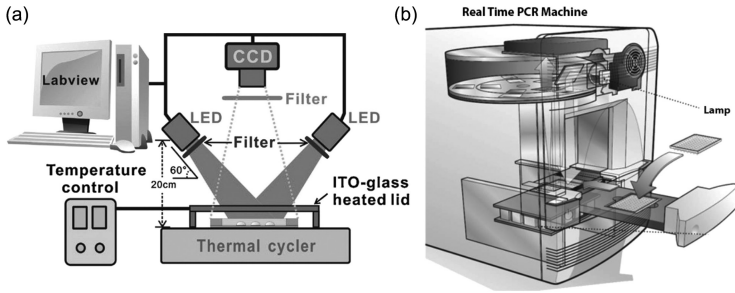 (a)
Labview
CCD
Filter
LED
LED
Filter
60°
20cm
Temperature
control
ITO-glass
heated lid
Thermal cycler
(b)
Real Time PCR Machine
Lamp